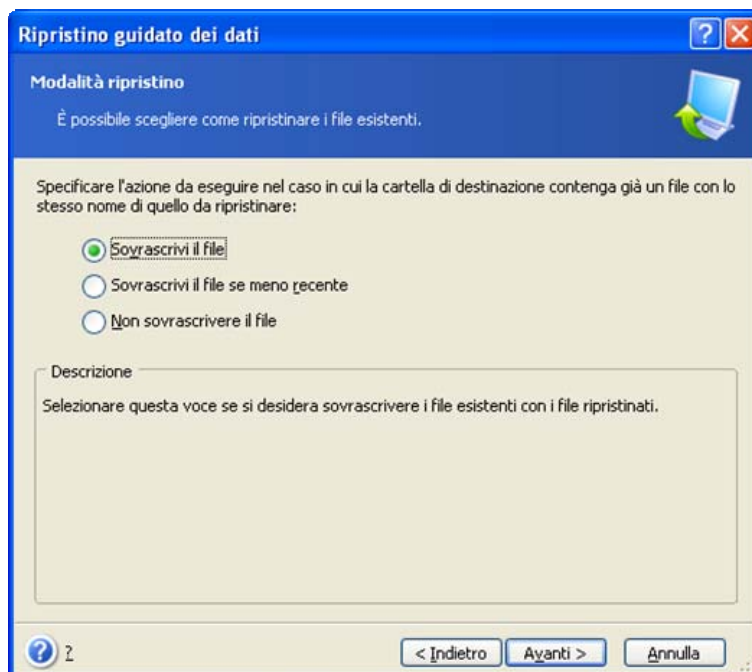 Ripristino guidato dei dati
Modalità ripristino
È possibile scegliere come ripristinare i file esistenti.
Specificare l'azione da eseguire nel caso in cui la cartella di destinazione contenga già un file con lo
stesso nome di quello da ripristinare:
Sovrascrivi il file
Sovrascrivi il file se meno recente
Non sovrascrivere il file
Descrizione
Selezionare questa voce se si desidera sovrascrivere i file esistenti con i file ripristinati.
? < Indietro Avanti > Annulla